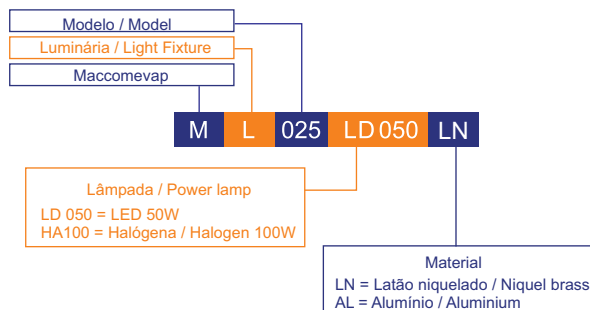 Modelo / Model
Luminária / Light Fixture
Maccomevap
M L 025 LD 050 LN
Lâmpada / Power lamp
LD 050 = LED 50W
HA100 = Halógena / Halogen 100W
Material
LN = Latão niquelado / Niquel brass
AL = Alumínio / Aluminium